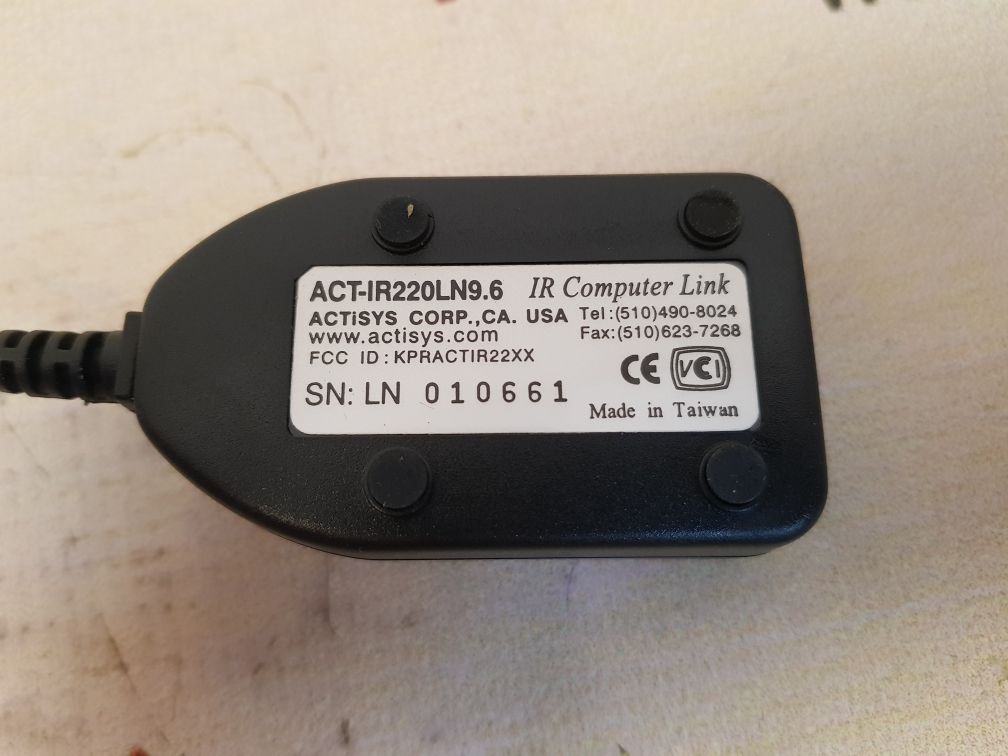 ACT-IR220LN9.6 IR Computer Link
ACTiSYS CORP.,CA. USA Tel:(510)490-8024
www.actisys.com Fax:(510)623-7268
FCC ID : KPRACTIR22XX
CE VCI
SN: LN 010661
Made in Taiwan